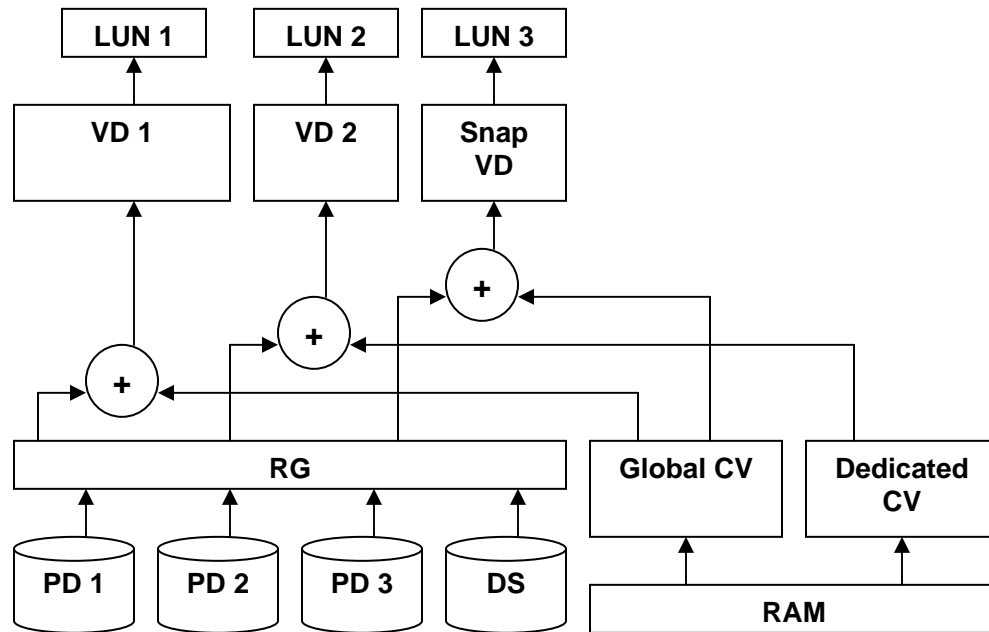 LUN 1
LUN 2
LUN 3
VD 1
VD 2
Snap
VD
+
+
+
RG
Global CV
Dedicated
CV
PD 1
PD 2
PD 3
DS
RAM